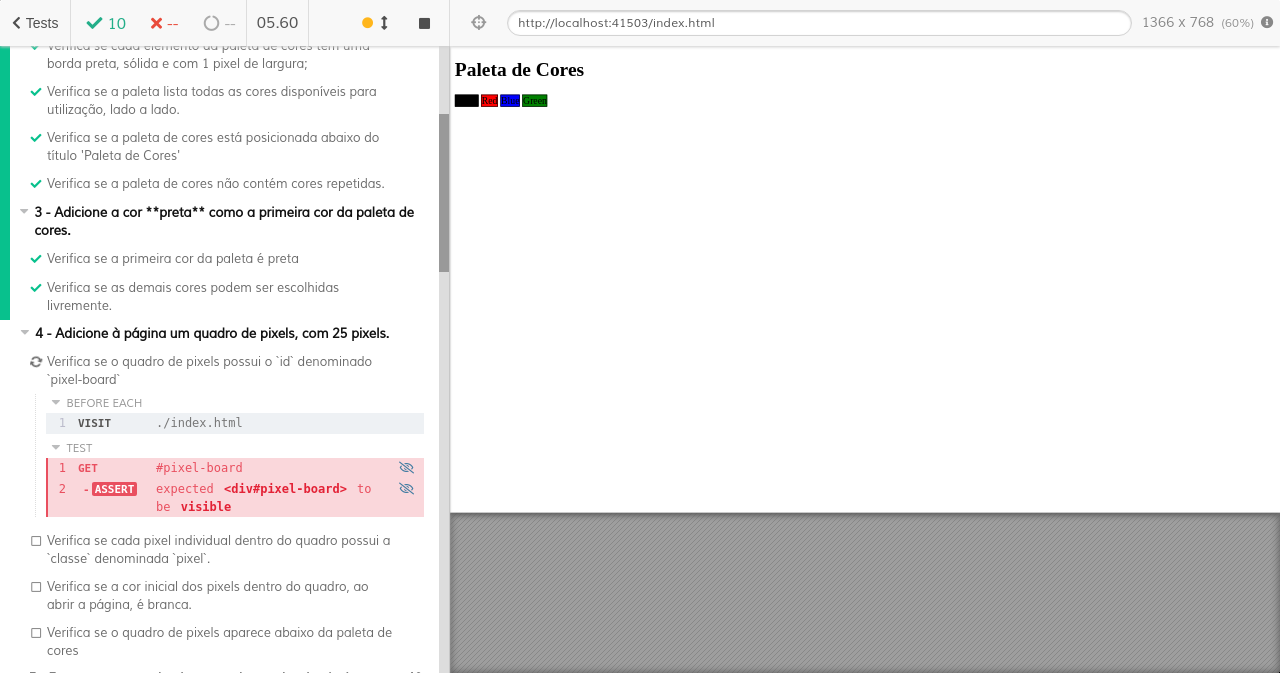 Tests
10
--
--
05.60
http://localhost:41503/index.html
1366 x 768 (60%)
Verifica se cada elemento da paleta de cores tem uma
borda preta, sólida e com 1 pixel de largura;
Verifica se a paleta lista todas as cores disponíveis para
utilização, lado a lado.
Verifica se a paleta de cores está posicionada abaixo do
título 'Paleta de Cores'
Verifica se a paleta de cores não contém cores repetidas.
3 - Adicione a cor **preta** como a primeira cor da paleta de
cores.
Verifica se a primeira cor da paleta é preta
Verifica se as demais cores podem ser escolhidas
livremente.
4 - Adicione à página um quadro de pixels, com 25 pixels.
Verifica se o quadro de pixels possui o `id` denominado
`pixel-board`
BEFORE EACH
1 VISIT ./index.html
TEST
1 GET #pixel-board
2 - ASSERT expected <div#pixel-board> to
be visible
Verifica se cada pixel individual dentro do quadro possui a
`classe` denominada `pixel`.
Verifica se a cor inicial dos pixels dentro do quadro, ao
abrir a página, é branca.
Verifica se o quadro de pixels aparece abaixo da paleta de
cores
Paleta de Cores
Red Blue Green